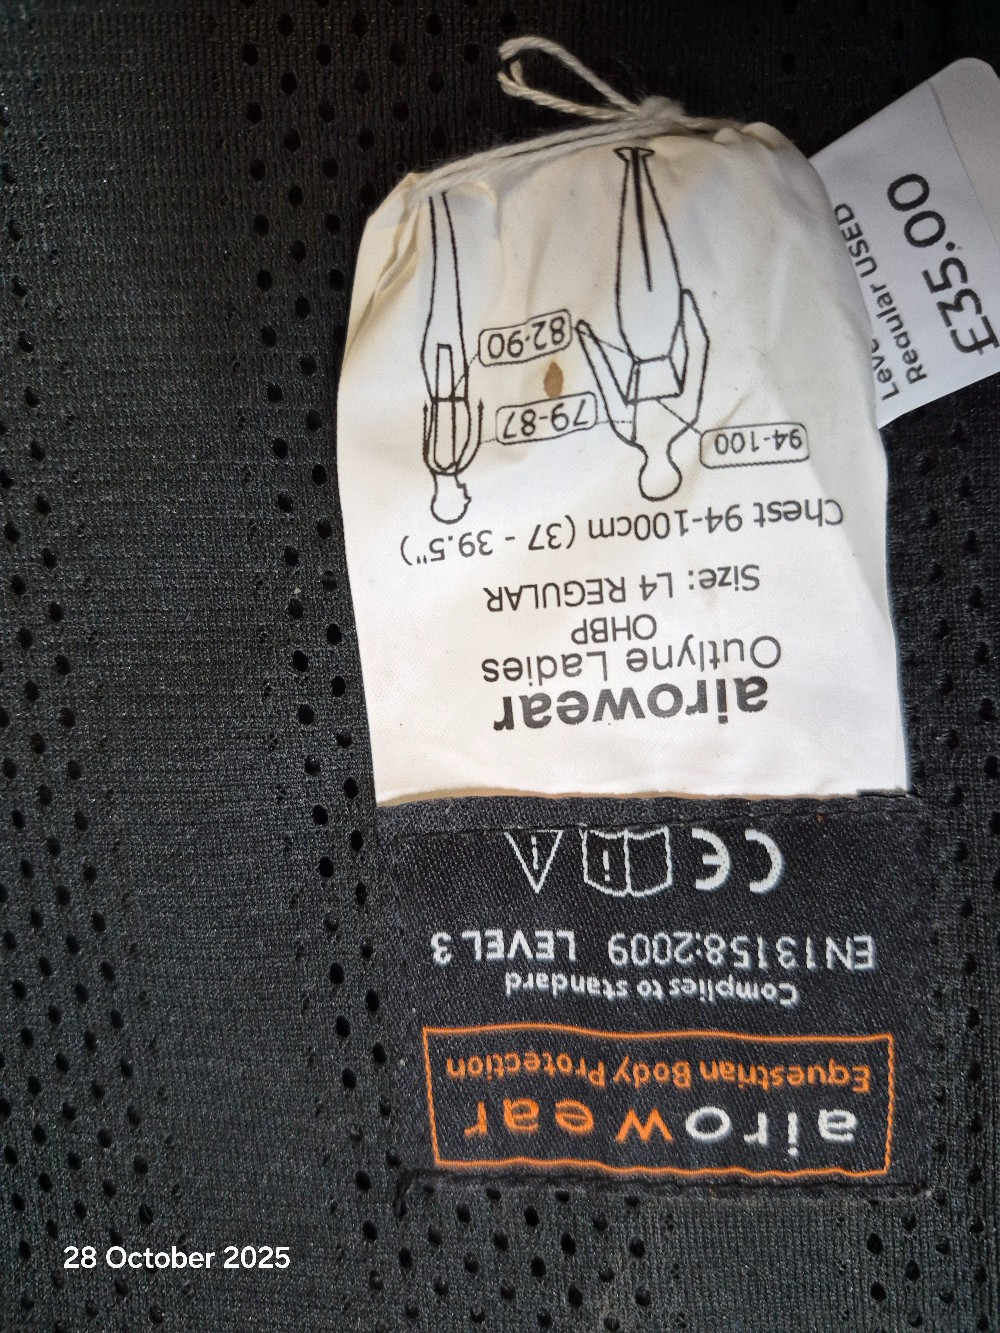 airowear
Equestrian Body Protection
Complies to standard
EN13158:2009 LEVEL 3
CE
airowear
Outlyne Ladies
OHBP
Size: L4 REGULAR
Chest 94-100cm (37 - 39.5")
94-100
79-87
82-90
Regular USED
£35.00
28 October 2025